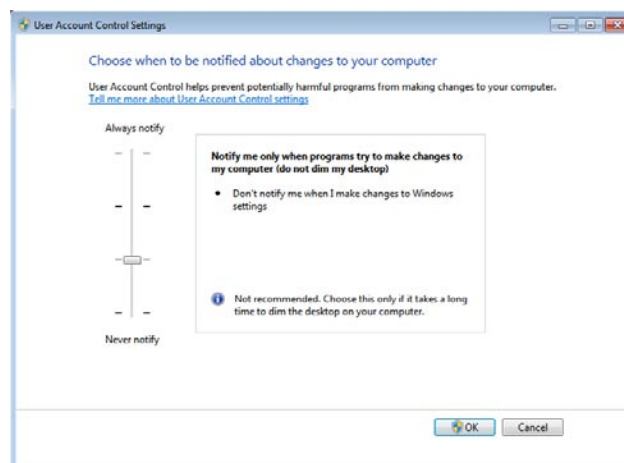 User Account Control Settings
Choose when to be notified about changes to your computer
User Account Control helps prevent potentially harmful programs from making changes to your computer.
Tell me more about User Account Control settings
Always notify
Notify me only when programs try to make changes to
my computer (do not dim my desktop)
• Don't notify me when I make changes to Windows
settings
Not recommended. Choose this only if it takes a long
time to dim the desktop on your computer.
Never notify
OK
Cancel